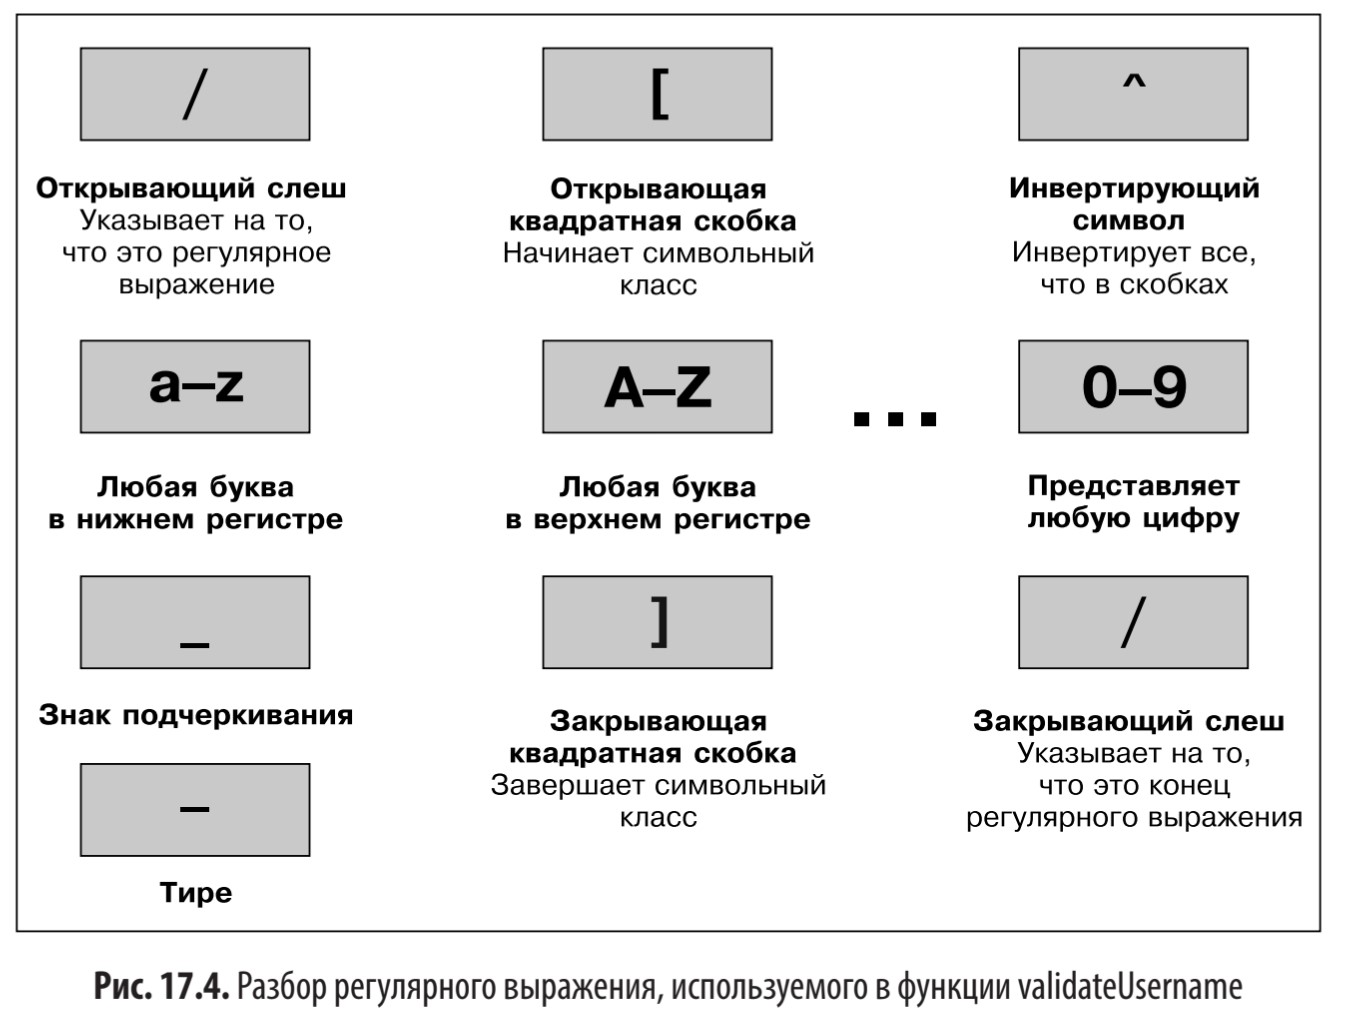 /
[
^
Открывающий слеш
Указывает на то,
что это регулярное
выражение
Открывающая
квадратная скобка
Начинает символьный
класс
Инвертирующий
символ
Инвертирует все,
что в скобках
a–z
A–Z
...
0–9
Любая буква
в нижнем регистре
Любая буква
в верхнем регистре
Представляет
любую цифру
_
]
/
Знак подчеркивания
Закрывающая
квадратная скобка
Завершает символьный
класс
Закрывающий слеш
Указывает на то,
что это конец
регулярного выражения
–
Тире
Рис. 17.4. Разбор регулярного выражения, используемого в функции validateUsername